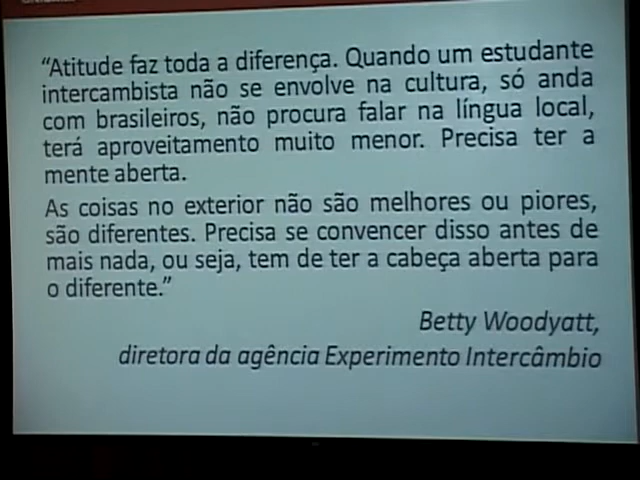 “Atitude faz toda a diferença. Quando um estudante
intercambista não se envolve na cultura, só anda
com brasileiros, não procura falar na língua local,
terá aproveitamento muito menor. Precisa ter a
mente aberta.
As coisas no exterior não são melhores ou piores,
são diferentes. Precisa se convencer disso antes de
mais nada, ou seja, tem de ter a cabeça aberta para
o diferente.”
Betty Woodyatt,
diretora da agência Experimento Intercâmbio